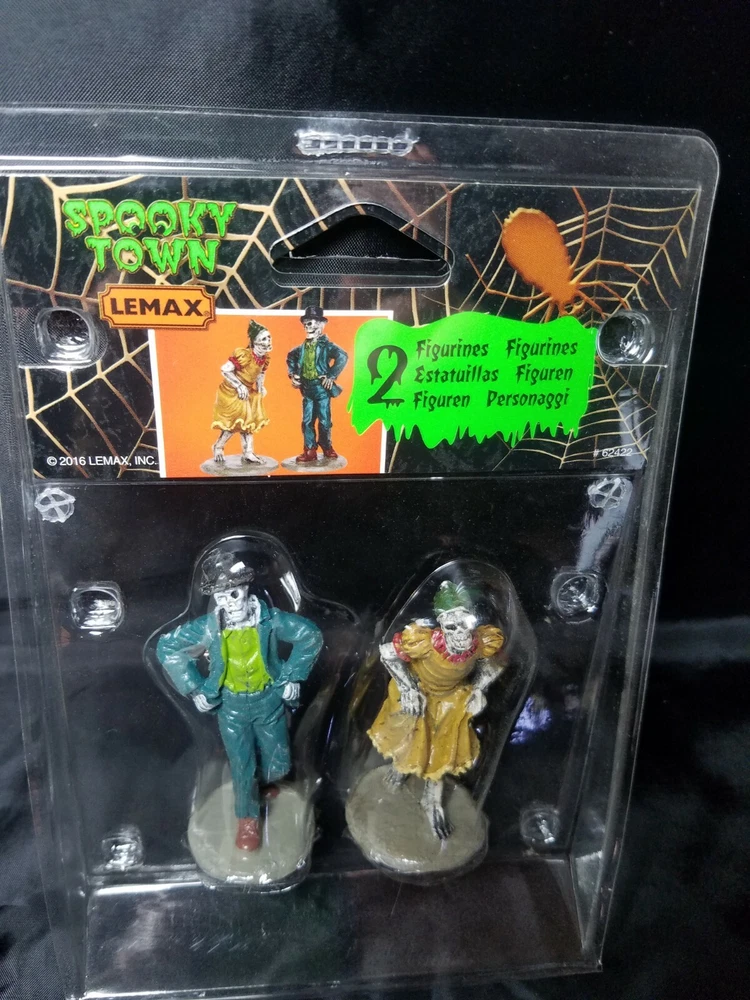 SPOOKY
TOWN
LEMAX
2
Figurines Figurines
Estatuillas Figuren
Figuren Personaggi
© 2016 LEMAX, INC.
# 62422